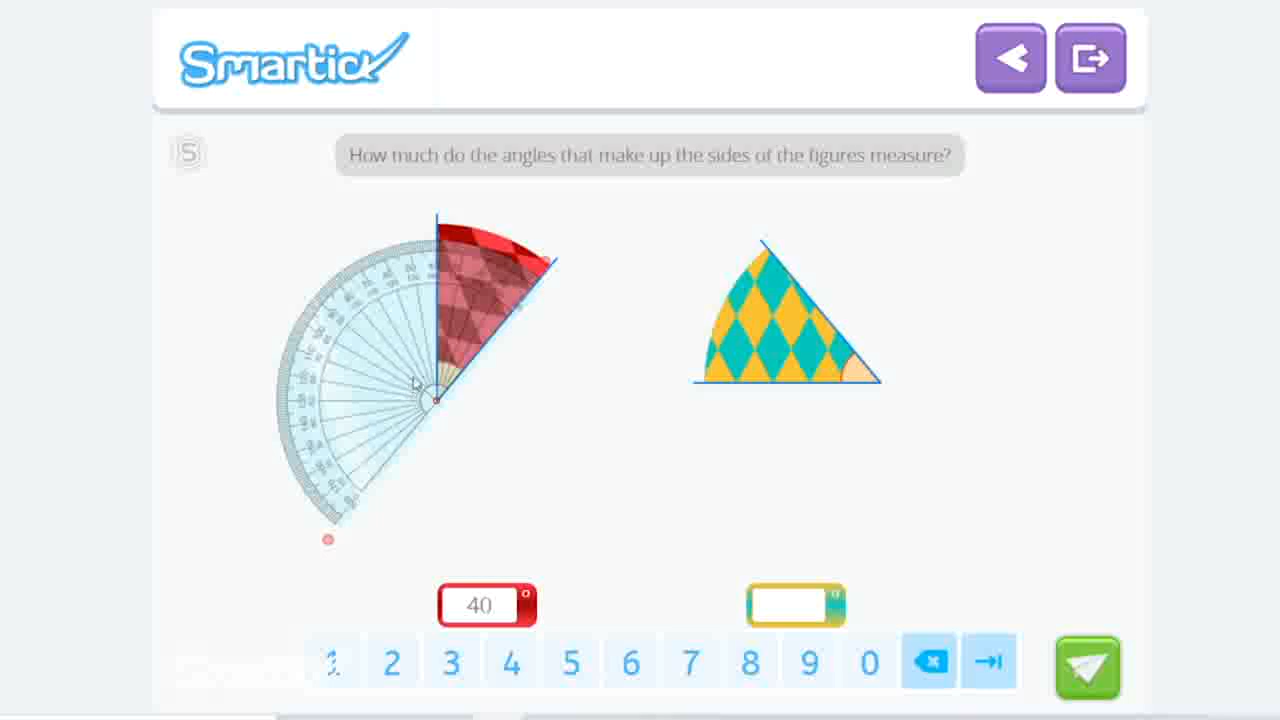 Smartick
S
How much do the angles that make up the sides of the figures measure?
40 o
o
1 2 3 4 5 6 7 8 9 0